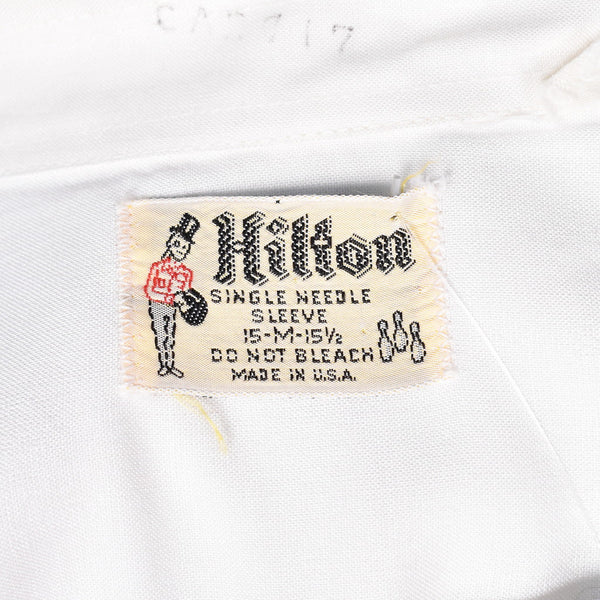 Hilton
SINGLE NEEDLE
SLEEVE
15-M-15½
DO NOT BLEACH
MADE IN U.S.A.